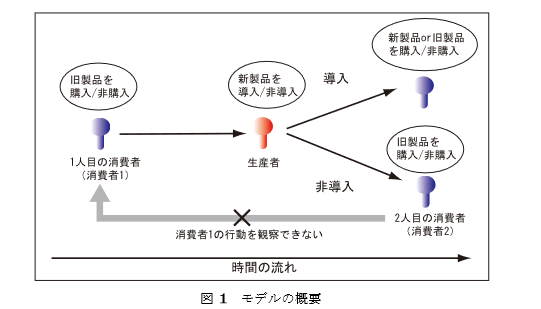 新製品or旧製品
を購入/非購入
旧製品を
購入/非購入
新製品を
導入/非導入
導入
1人目の消費者
(消費者1)
生産者
旧製品を
購入/非購入
非導入
2人目の消費者
(消費者2)
消費者1の行動を観察できない
時間の流れ
図 1 モデルの概要